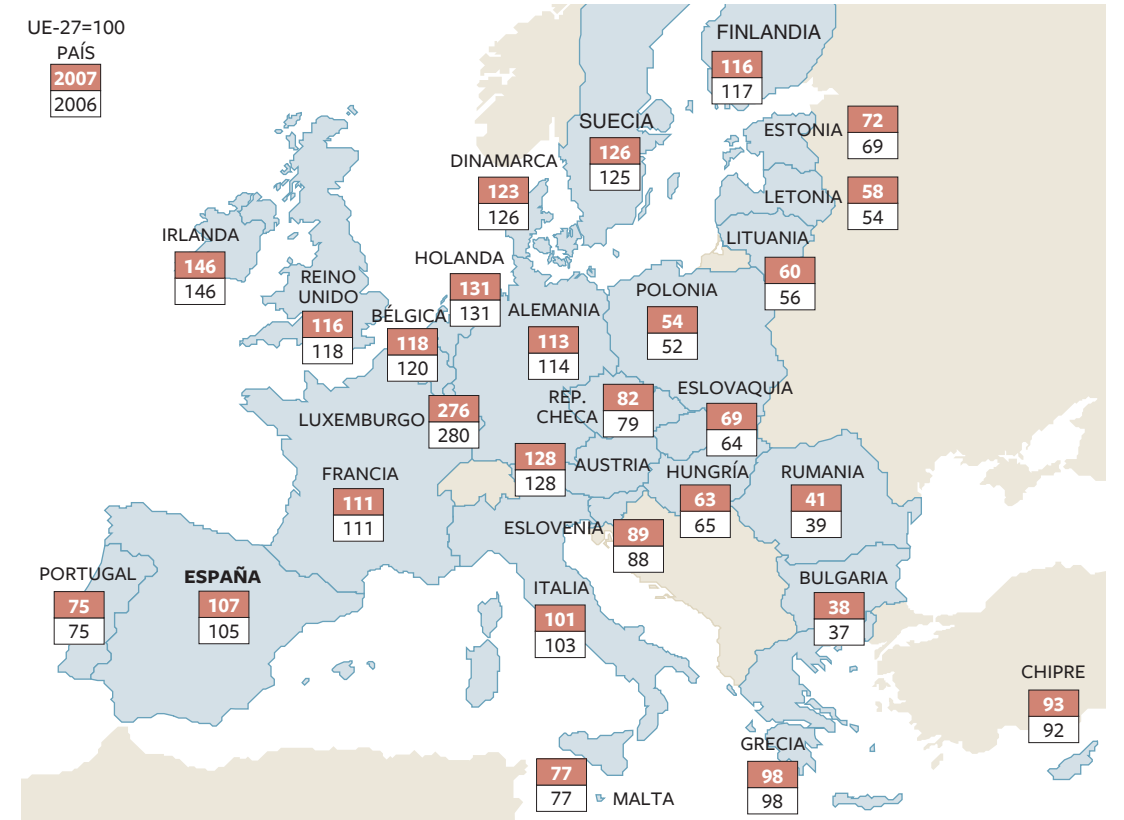 UE-27=100
PAÍS
2007
2006
FINLANDIA
116
117
SUECIA
126
125
ESTONIA
72
69
DINAMARCA
123
126
LETONIA
58
54
IRLANDA
146
146
LITUANIA
60
56
HOLANDA
131
131
REINO
UNIDO
116
118
BÉLGICA
118
120
ALEMANIA
113
114
POLONIA
54
52
REP.
CHECA
82
79
ESLOVAQUIA
69
64
LUXEMBURGO
276
280
AUSTRIA
128
128
FRANCIA
111
111
HUNGRÍA
63
65
RUMANIA
41
39
ESLOVENIA
89
88
PORTUGAL
75
75
ESPAÑA
107
105
ITALIA
101
103
BULGARIA
38
37
CHIPRE
93
92
GRECIA
98
98
MALTA
77
77